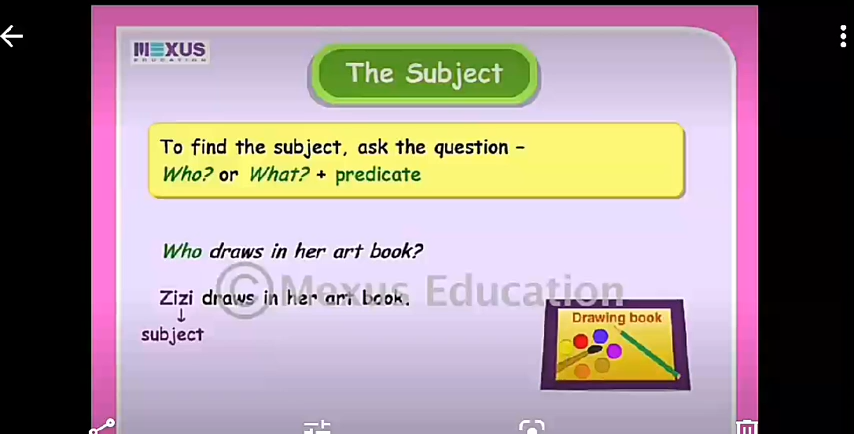 MEXUS
EDUCATION
The Subject
To find the subject, ask the question –
Who? or What? + predicate
Who draws in her art book?
© Mexus Education
Zizi draws in her art book.
↓
subject
Drawing book